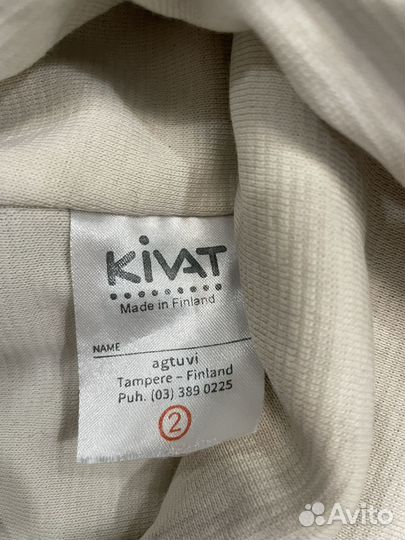 KIVAT
Made in Finland
NAME
agtuvi
Tampere – Finland
Puh. (03) 389 0225
2
Avito